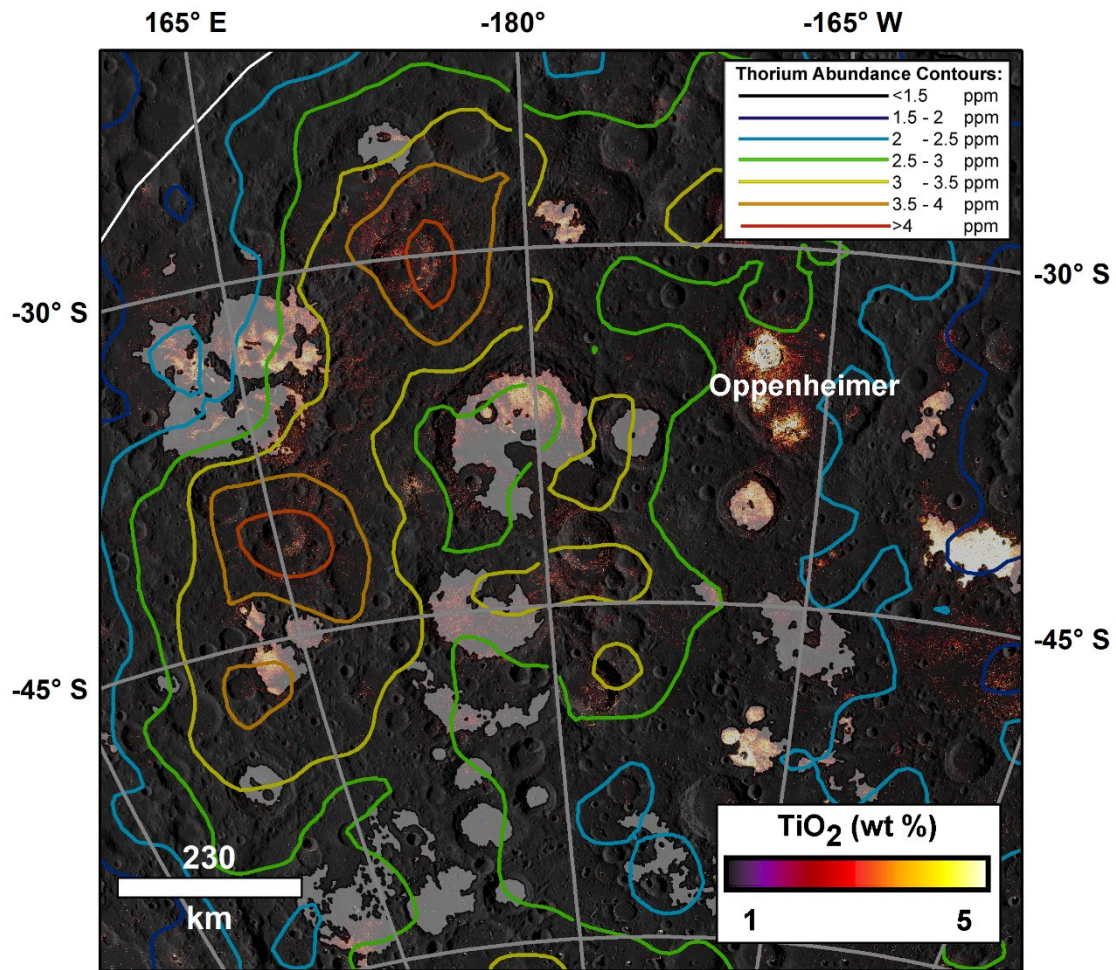 165° E
-180°
-165° W
Thorium Abundance Contours:
<1.5 ppm
1.5 - 2 ppm
2 - 2.5 ppm
2.5 - 3 ppm
3 - 3.5 ppm
3.5 - 4 ppm
>4 ppm
-30° S
-30° S
Oppenheimer
-45° S
-45° S
230
km
TiO2 (wt %)
1 5